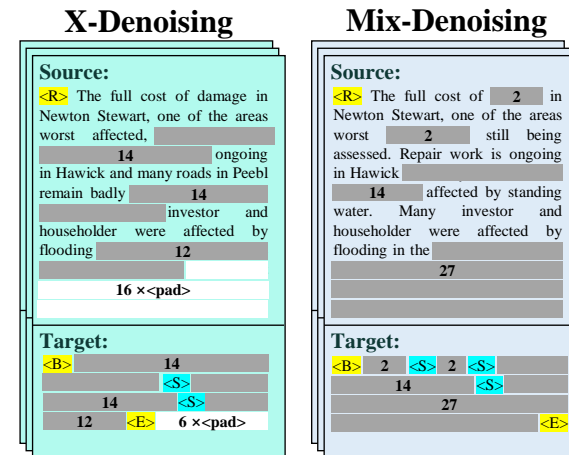 X-Denoising
Source:
<R> The full cost of damage in
Newton Stewart, one of the areas
worst affected,
14 ongoing
in Hawick and many roads in Peebl
remain badly 14
investor and
householder were affected by
flooding 12
16 ×<pad>
Target:
<B> 14
<S>
14 <S>
12 <E> 6 ×<pad>
Mix-Denoising
Source:
<R> The full cost of 2 in
Newton Stewart, one of the areas
worst 2 still being
assessed. Repair work is ongoing
in Hawick
14 affected by standing
water. Many investor and
householder were affected by
flooding in the
27
Target:
<B> 2 <S> 2 <S>
14 <S>
27
<E>